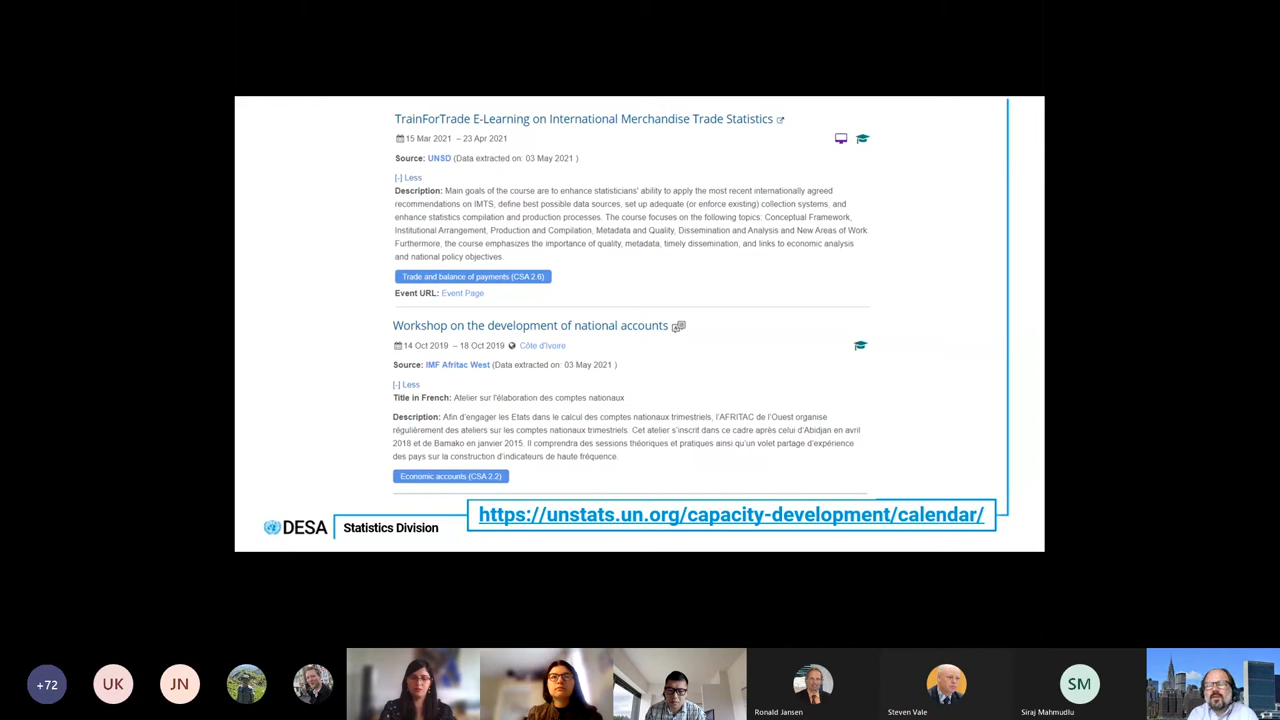 TrainForTrade E-Learning on International Merchandise Trade Statistics
15 Mar 2021 – 23 Apr 2021
Source: UNSD (Data extracted on: 03 May 2021 )
[-] Less
Description: Main goals of the course are to enhance statisticians' ability to apply the most recent internationally agreed
recommendations on IMTS, define best possible data sources, set up adequate (or enforce existing) collection systems, and
enhance statistics compilation and production processes. The course focuses on the following topics: Conceptual Framework,
Institutional Arrangement, Production and Compilation, Metadata and Quality, Dissemination and Analysis and New Areas of Work
Furthermore, the course emphasizes the importance of quality, metadata, timely dissemination, and links to economic analysis
and national policy objectives.
Trade and balance of payments (CSA 2.6)
Event URL: Event Page
Workshop on the development of national accounts
14 Oct 2019 – 18 Oct 2019 Côte d'Ivoire
Source: IMF Afritac West (Data extracted on: 03 May 2021 )
[-] Less
Title in French: Atelier sur l'élaboration des comptes nationaux
Description: Afin d'engager les Etats dans le calcul des comptes nationaux trimestriels, l'AFRITAC de l'Ouest organise
régulièrement des ateliers sur les comptes nationaux trimestriels. Cet atelier s'inscrit dans ce cadre après celui d'Abidjan en avril
2018 et de Bamako en janvier 2015. Il comprendra des sessions théoriques et pratiques ainsi qu'un volet partage d'expérience
des pays sur la construction d'indicateurs de haute fréquence.
Economic accounts (CSA 2.2)
https://unstats.un.org/capacity-development/calendar/
DESA Statistics Division
+72
UK
JN
SM
Ronald Jansen
Steven Vale
Siraj Mahmudlu